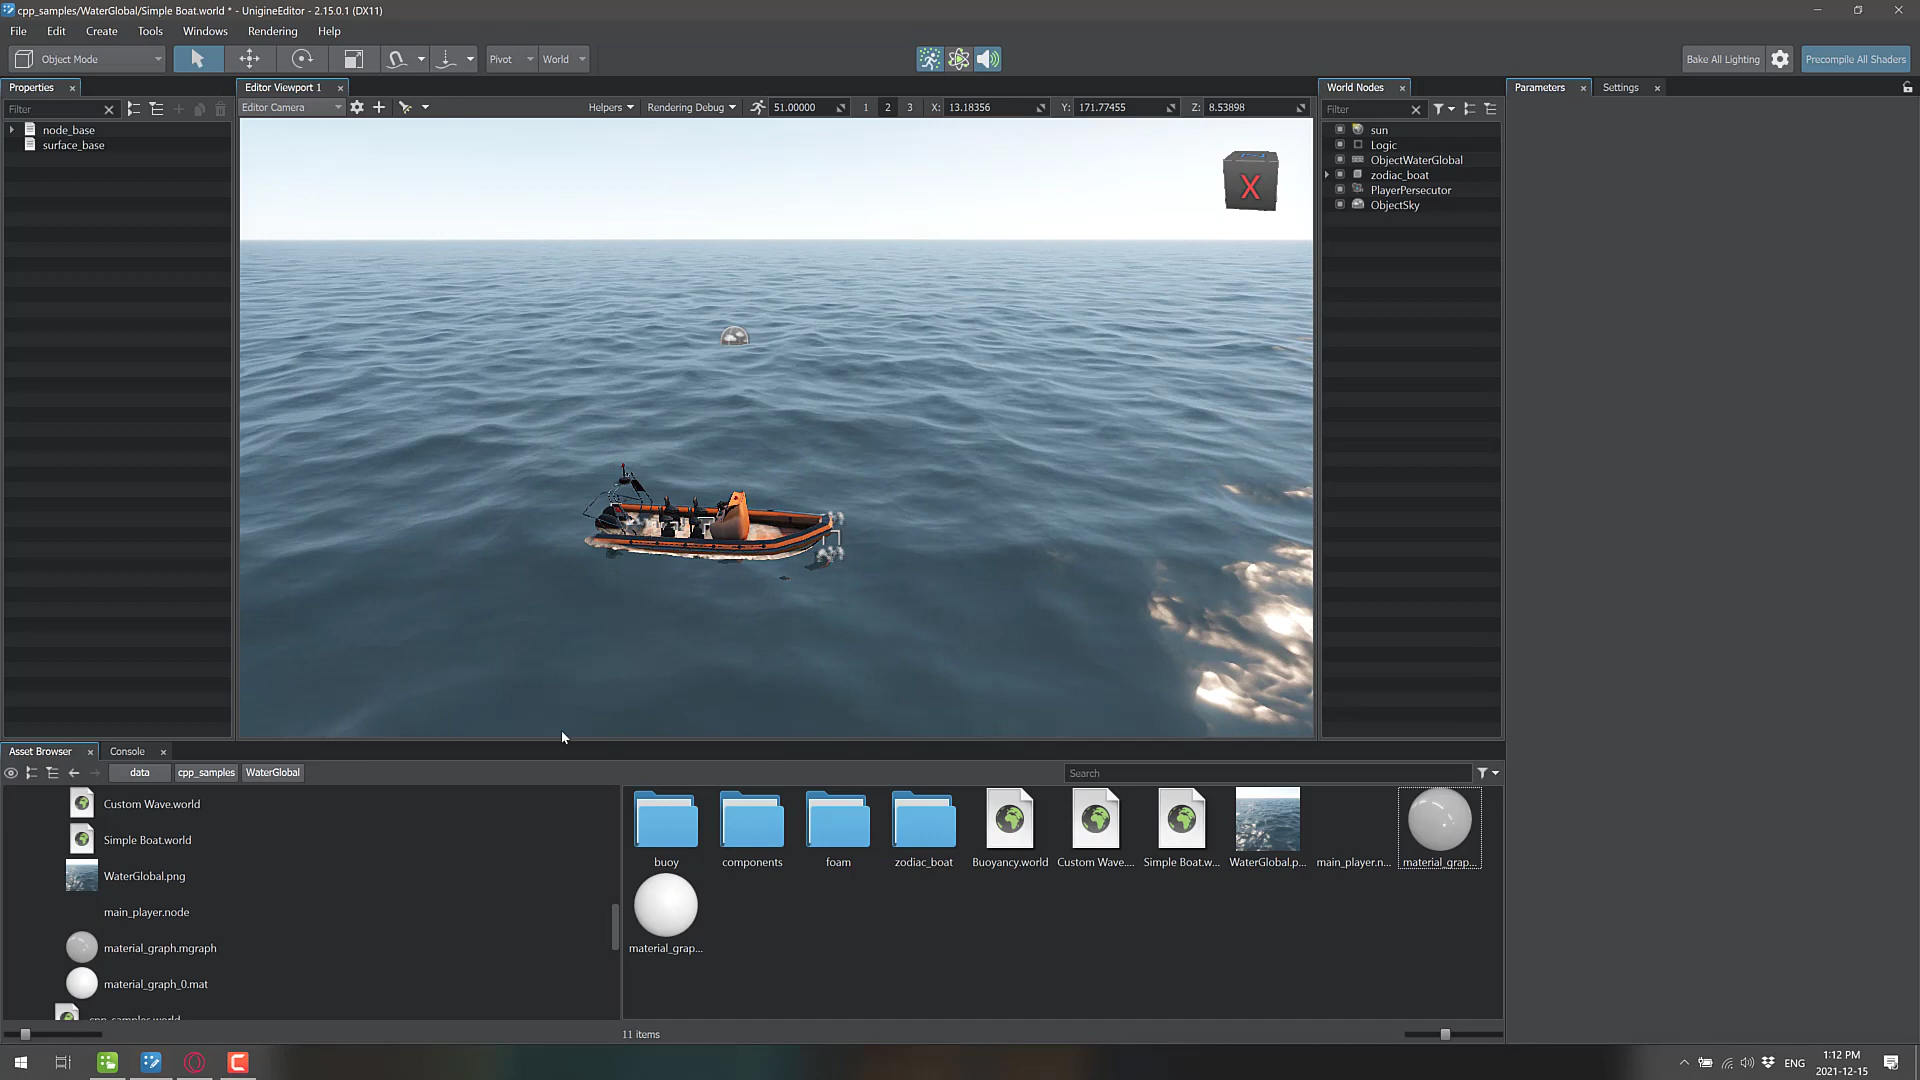 cpp_samples/WaterGlobal/Simple Boat.world * - UnigineEditor - 2.15.0.1 (DX11)
File Edit Create Tools Windows Rendering Help
Object Mode
Pivot World
Bake All Lighting
Precompile All Shaders
Properties
Filter
node_base
surface_base
Editor Viewport 1
Editor Camera
Helpers Rendering Debug 51.00000 1 2 3 X: 13.18356 Y: 171.77455 Z: 8.53898
X
World Nodes
Filter
sun
Logic
ObjectWaterGlobal
zodiac_boat
PlayerPersecutor
ObjectSky
Parameters Settings
Asset Browser Console
data cpp_samples WaterGlobal
Search
Custom Wave.world
Simple Boat.world
WaterGlobal.png
main_player.node
material_graph.mgraph
material_graph_0.mat
cpp_samples.world
buoy
components
foam
zodiac_boat
Buoyancy.world
Custom Wave....
Simple Boat.w...
WaterGlobal.p...
main_player.n...
material_grap...
material_grap...
11 items
ENG
1:12 PM
2021-12-15